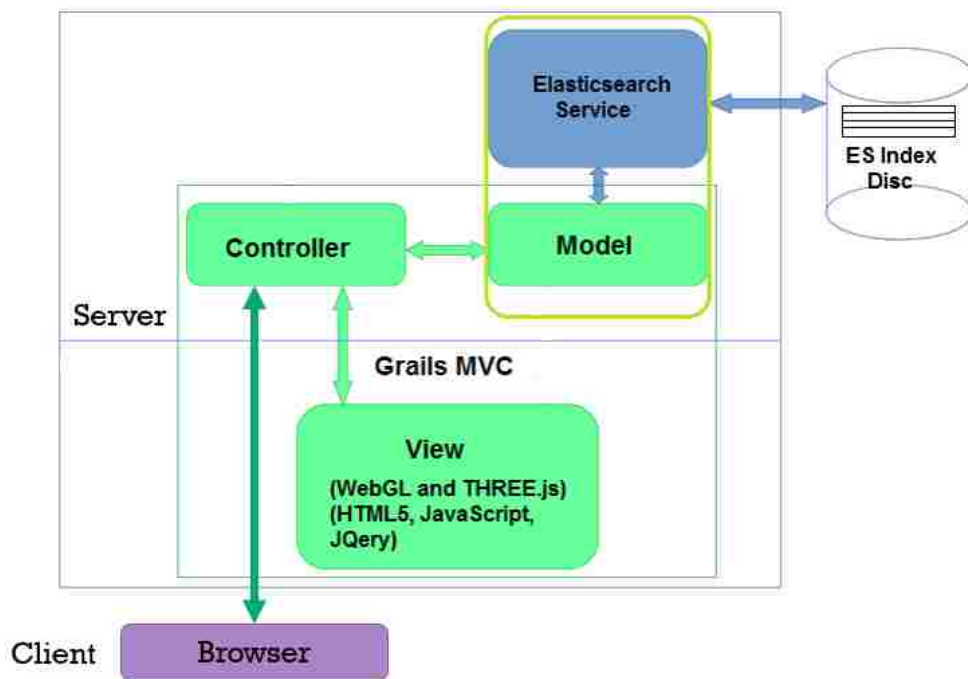 Elasticsearch
Service
ES Index
Disc
Controller
Model
Server
Grails MVC
View
(WebGL and THREE.js)
(HTML5, JavaScript,
JQery)
Client
Browser